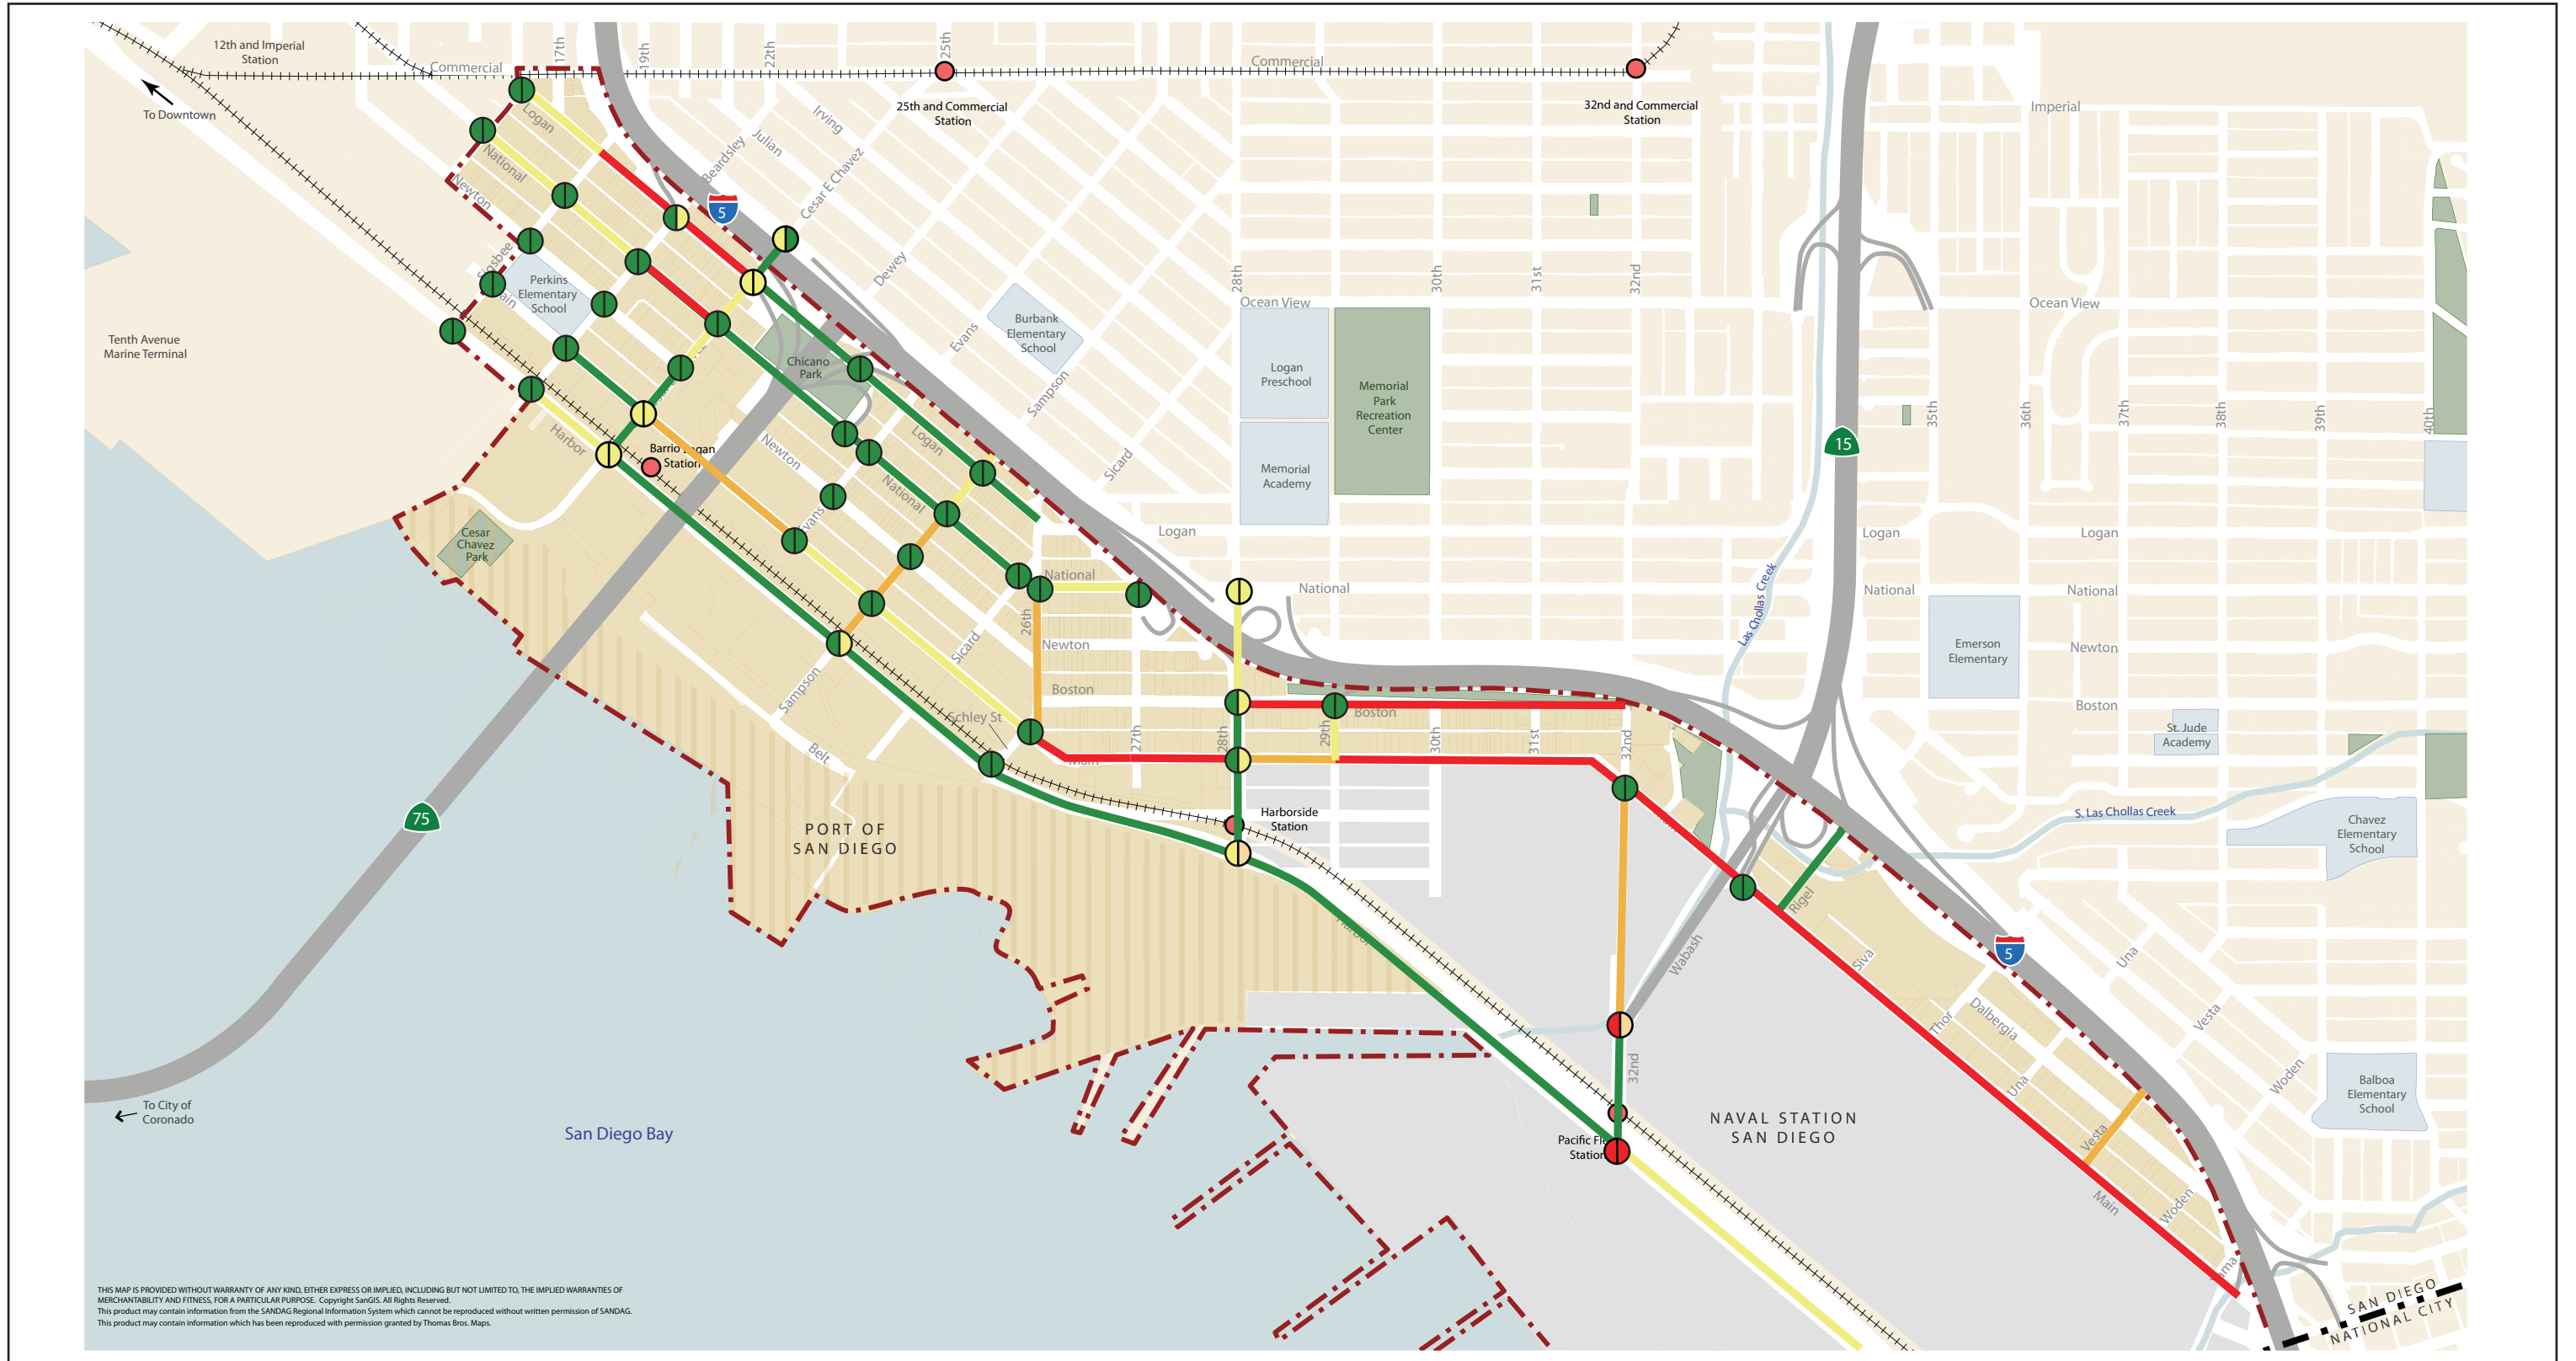 12th and Imperial
Station
Commercial
17th
19th
22th
25th
Commercial
To Downtown
25th and Commercial
Station
32nd and Commercial
Station
Imperial
Logan
National
Newton
Beardsley
Julian
Irving
Cesar E Chavez
5
Sigsbee
Perkins
Elementary
School
Dewey
Evans
Sampson
Sicard
Burbank
Elementary
School
28th
30th
31st
32nd
Ocean View
Ocean View
Logan
Preschool
Memorial
Academy
Memorial
Park
Recreation
Center
Tenth Avenue
Marine Terminal
Chicano
Park
15
35th
36th
37th
38th
39th
40th
Harbor
Barrio Logan
Station
Newton
Logan
National
Evans
Cesar
Chavez
Park
Logan
Logan
Logan
National
National
National
National
Las Chollas Creek
26th
Newton
Newton
Emerson
Elementary
Sicard
Sampson
Boston
Boston
Boston
Schley St
Belt
27th
28th
29th
30th
31st
32nd
St. Jude
Academy
75
PORT OF
SAN DIEGO
Harborside
Station
S. Las Chollas Creek
Chavez
Elementary
School
Harbor
Wabash
Rigel
Siva
5
Thor
Dalbergia
Una
Una
Vesta
Vesta
Woden
Woden
Balboa
Elementary
School
32nd
To City of
Coronado
San Diego Bay
NAVAL STATION
SAN DIEGO
Station
Main
SAN DIEGO
NATIONAL CITY
THIS MAP IS PROVIDED WITHOUT WARRANTY OF ANY KIND, EITHER EXPRESS OR IMPLIED, INCLUDING BUT NOT LIMITED TO, THE IMPLIED WARRANTIES OF
MERCHANTABILITY AND FITNESS, FOR A PARTICULAR PURPOSE. Copyright SanGIS. All Rights Reserved.
This product may contain information from the SANDAG Regional Information System which cannot be reproduced without written permission of SANDAG.
This product may contain information which has been reproduced with permission granted by Thomas Bros. Maps.